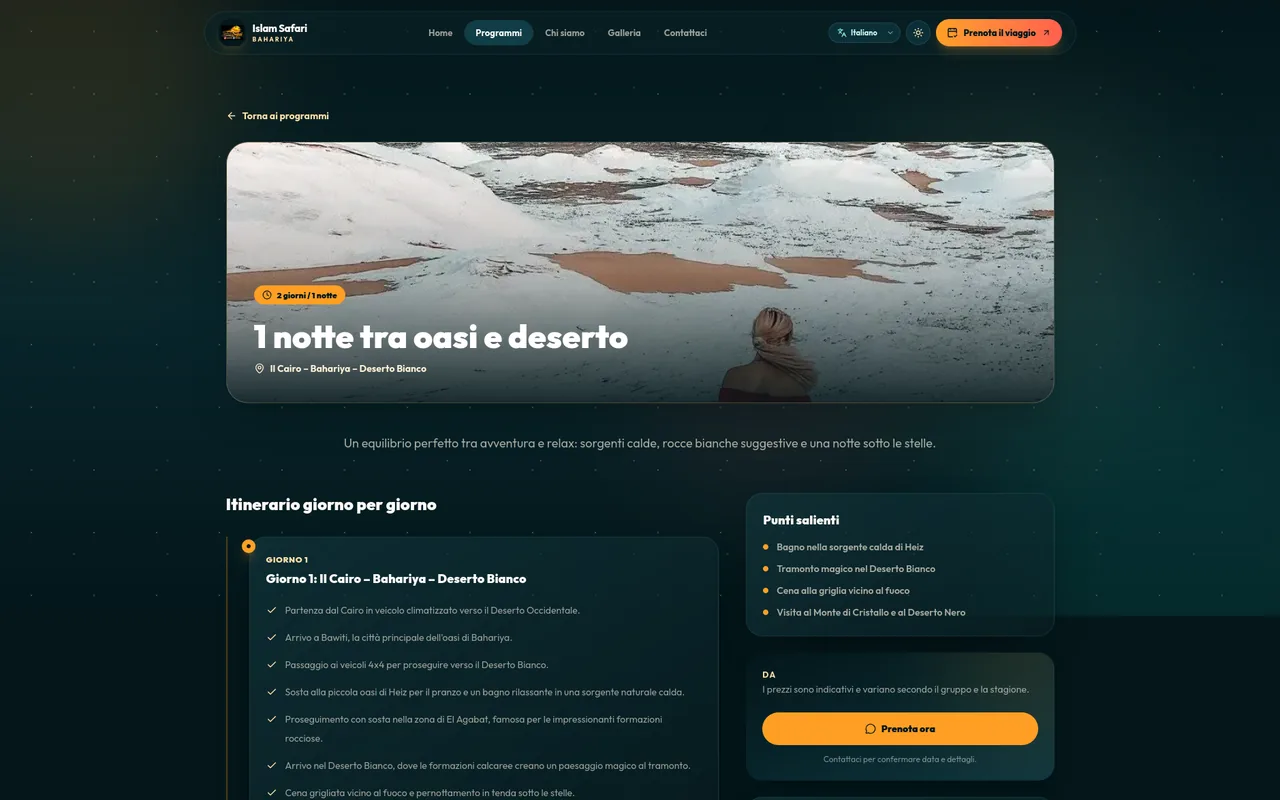 Islam Safari
BAHARIYA
Home
Programmi
Chi siamo
Galleria
Contattaci
Italiano
Prenota il viaggio
Torna ai programmi
2 giorni / 1 notte
1 notte tra oasi e deserto
Il Cairo – Bahariya – Deserto Bianco
Un equilibrio perfetto tra avventura e relax: sorgenti calde, rocce bianche suggestive e una notte sotto le stelle.
Itinerario giorno per giorno
GIORNO 1
Giorno 1: Il Cairo – Bahariya – Deserto Bianco
Partenza dal Cairo in veicolo climatizzato verso il Deserto Occidentale.
Arrivo a Bawiti, la città principale dell'oasi di Bahariya.
Passaggio ai veicoli 4x4 per proseguire verso il Deserto Bianco.
Sosta alla piccola oasi di Heiz per il pranzo e un bagno rilassante in una sorgente naturale calda.
Proseguimento con sosta nella zona di El Agabat, famosa per le impressionanti formazioni
rocciose.
Arrivo nel Deserto Bianco, dove le formazioni calcaree creano un paesaggio magico al tramonto.
Cena grigliata vicino al fuoco e pernottamento in tenda sotto le stelle.
Punti salienti
Bagno nella sorgente calda di Heiz
Tramonto magico nel Deserto Bianco
Cena alla griglia vicino al fuoco
Visita al Monte di Cristallo e al Deserto Nero
DA
I prezzi sono indicativi e variano secondo il gruppo e la stagione.
Prenota ora
Contattaci per confermare data e dettagli.